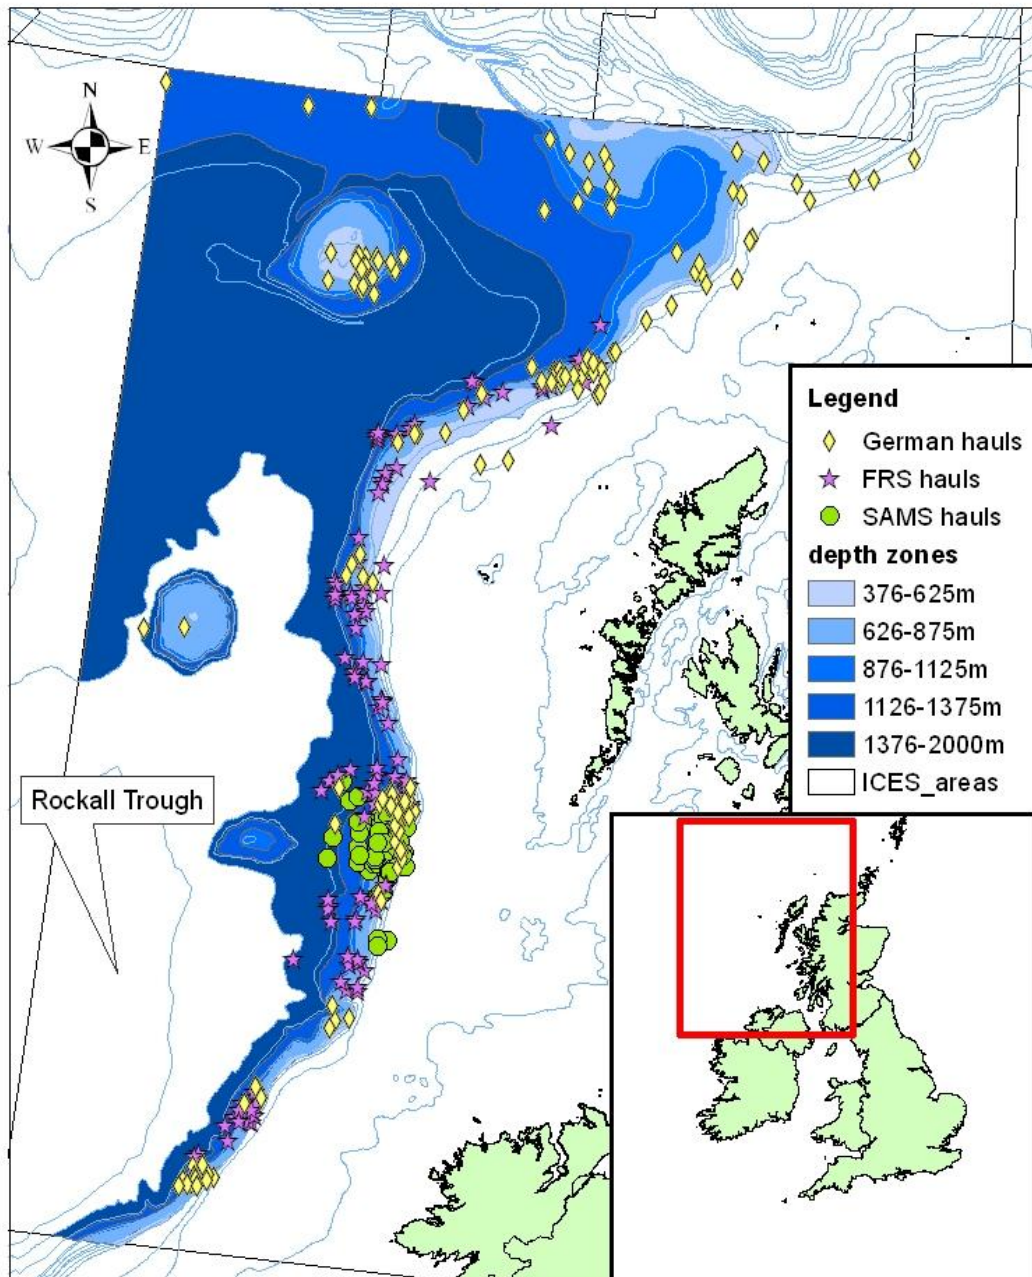 N
W E
S
Legend
German hauls
FRS hauls
SAMS hauls
depth zones
376-625m
626-875m
876-1125m
1126-1375m
1376-2000m
ICES_areas
Rockall Trough